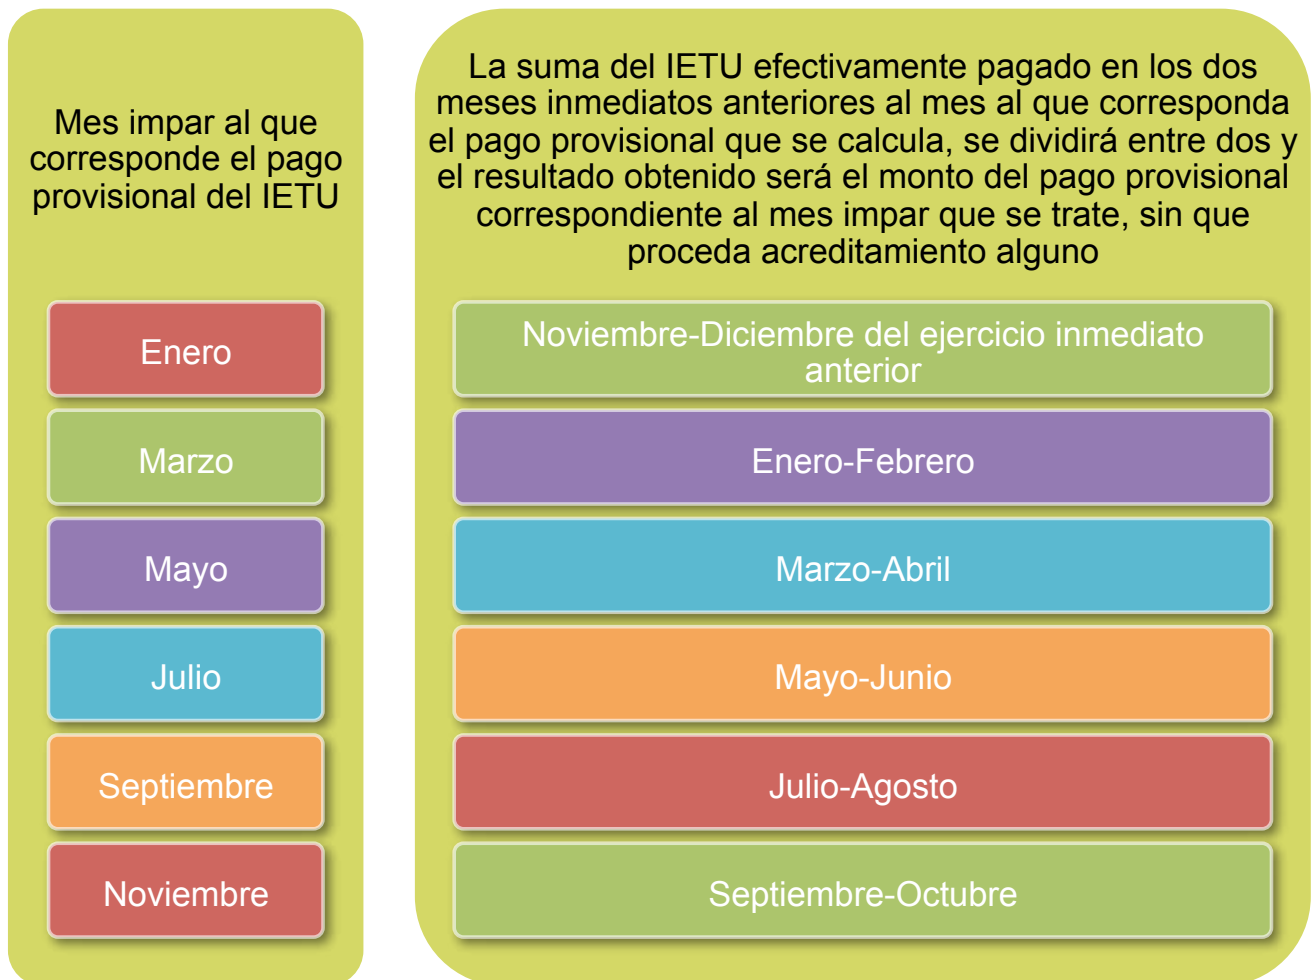 Mes impar al que
corresponde el pago
provisional del IETU
La suma del IETU efectivamente pagado en los dos
meses inmediatos anteriores al mes al que corresponda
el pago provisional que se calcula, se dividirá entre dos y
el resultado obtenido será el monto del pago provisional
correspondiente al mes impar que se trate, sin que
proceda acreditamiento alguno
Enero
Noviembre-Diciembre del ejercicio inmediato
anterior
Marzo
Enero-Febrero
Mayo
Marzo-Abril
Julio
Mayo-Junio
Septiembre
Julio-Agosto
Noviembre
Septiembre-Octubre